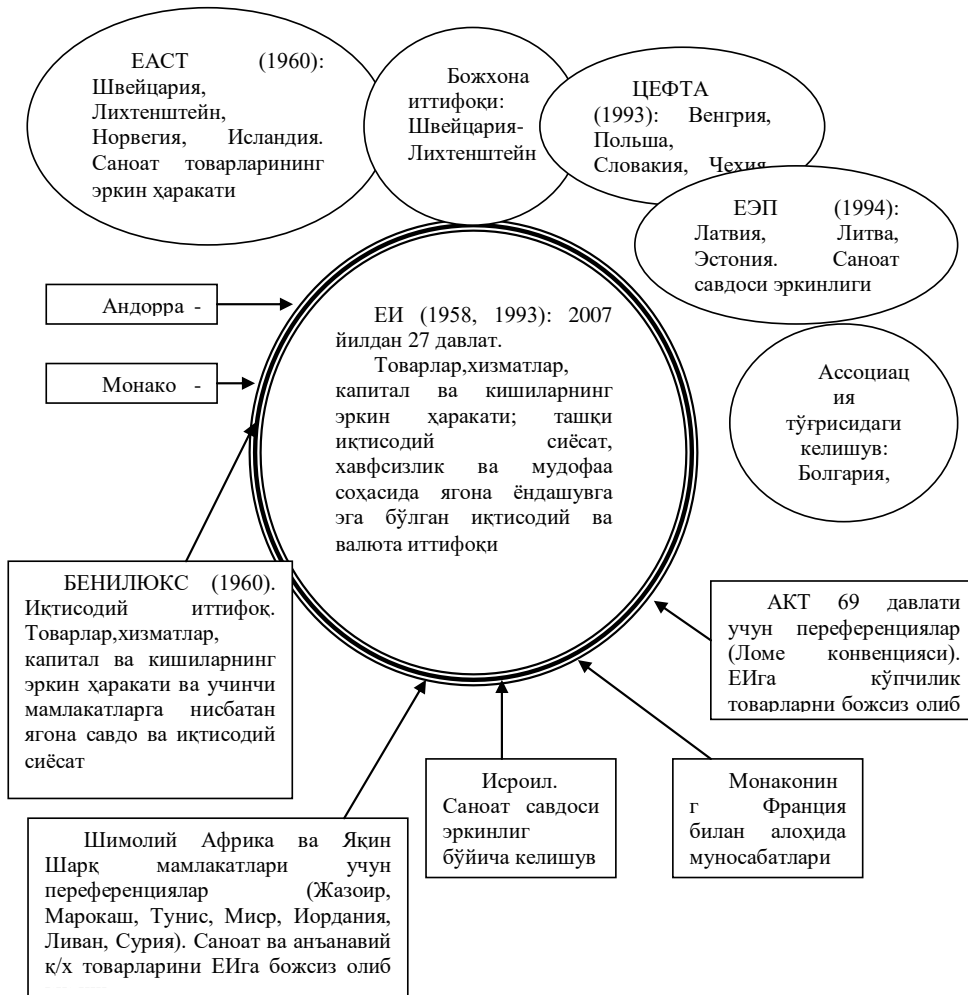 ЕАСТ (1960):
Швейцария,
Лихтенштейн,
Норвегия, Исландия.
Саноат товарларининг
эркин ҳаракати
Божхона
иттифоқи:
Швейцария-
Лихтенштейн
ЦЕФТА
(1993): Венгрия,
Польша,
Словакия, Чехия
ЕЭП (1994):
Латвия, Литва,
Эстония. Саноат
савдоси эркинлиги
Андорра -
Монако -
ЕИ (1958, 1993): 2007
йилдан 27 давлат.
Товарлар,хизматлар,
капитал ва кишиларнинг
эркин ҳаракати; ташқи
иқтисодий сиёсат,
хавфсизлик ва мудофаа
соҳасида ягона ёндашувга
эга бўлган иқтисодий ва
валюта иттифоқи
Ассоциац
ия
тўғрисидаги
келишув:
Болгария,
БЕНИЛЮКС (1960).
Иқтисодий иттифоқ.
Товарлар,хизматлар,
капитал ва кишиларнинг
эркин ҳаракати ва учинчи
мамлакатларга нисбатан
ягона савдо ва иқтисодий
сиёсат
АКТ 69 давлати
учун переференциялар
(Ломе конвенцияси).
ЕИга кўпчилик
товарларни божсиз олиб
Исроил.
Саноат савдоси
эркинлиг
бўйича келишув
Монаконин
г Франция
билан алоҳида
муносабатлари
Шимолий Африка ва Яқин
Шарқ мамлакатлари учун
переференциялар (Жазоир,
Марокаш, Тунис, Миср, Иордания,
Ливан, Сурия). Саноат ва анъанавий
қ/х товарларини ЕИга божсиз олиб